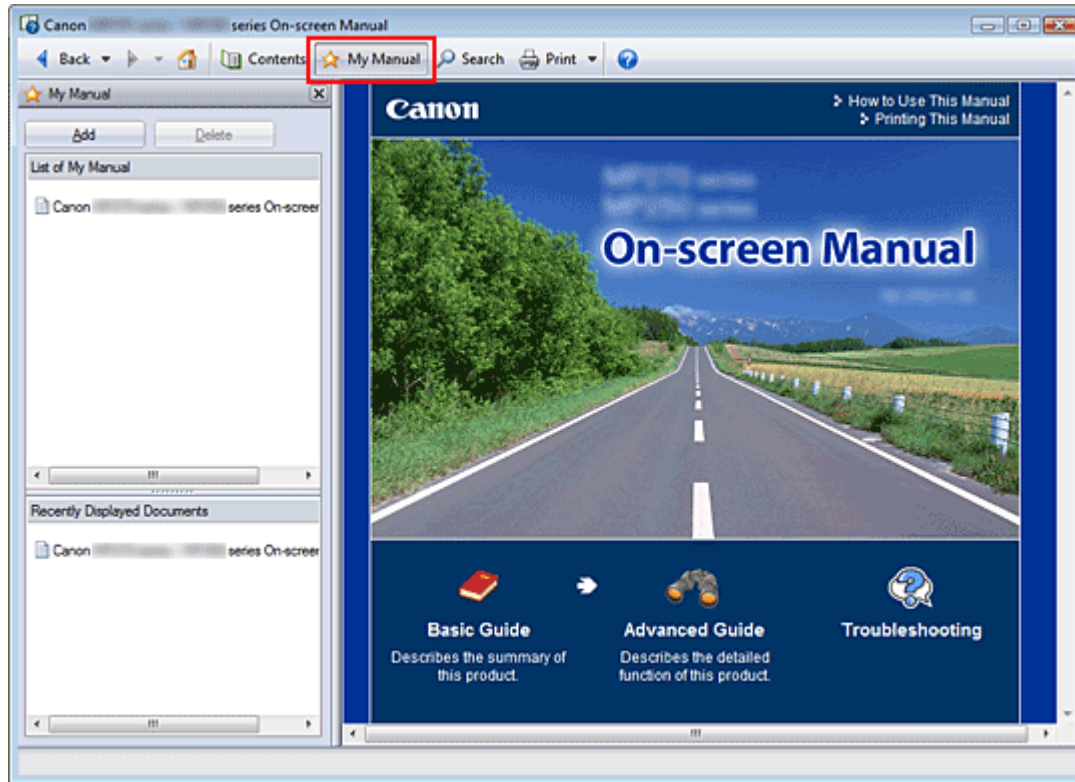 Canon series On-screen Manual
Back Contents My Manual Search Print
My Manual
Add Delete
List of My Manual
Canon series On-screen
Recently Displayed Documents
Canon series On-screen
Canon
How to Use This Manual
Printing This Manual
series
series
On-screen Manual
Basic Guide
Describes the summary of
this product.
Advanced Guide
Describes the detailed
function of this product.
Troubleshooting